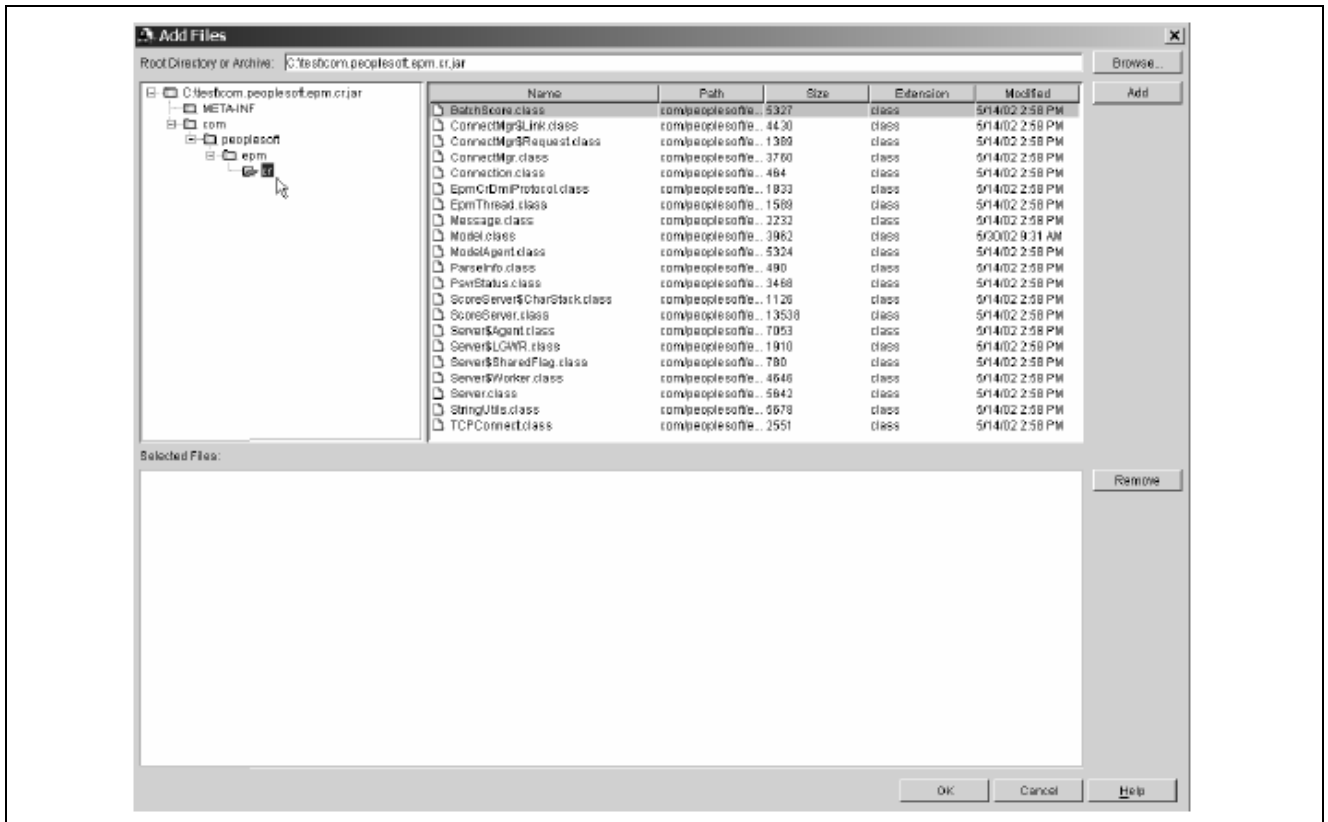 Add Files
Root Directory or Archive: C:\test\com.peoplesoft.epm.cr.jar Browse...
C:\test\com.peoplesoft.epm.cr.jar
META-INF
com
peoplesoft
epm
cr
Name Path Size Extension Modified Add
BatchScore.class com/peoplesoft/e... 5327 class 5/14/02 2:58 PM
ConnectMgr$Link.class com/peoplesoft/e... 4430 class 5/14/02 2:58 PM
ConnectMgr$Request.class com/peoplesoft/e... 1389 class 5/14/02 2:58 PM
ConnectMgr.class com/peoplesoft/e... 3760 class 5/14/02 2:58 PM
Connection.class com/peoplesoft/e... 464 class 5/14/02 2:58 PM
EpmCrDmiProtocol.class com/peoplesoft/e... 1833 class 5/14/02 2:58 PM
EpmThread.class com/peoplesoft/e... 1589 class 5/14/02 2:58 PM
Message.class com/peoplesoft/e... 2232 class 5/14/02 2:58 PM
Model.class com/peoplesoft/e... 3962 class 5/30/02 9:31 AM
ModelAgent.class com/peoplesoft/e... 5324 class 5/14/02 2:58 PM
ParseInfo.class com/peoplesoft/e... 490 class 5/14/02 2:58 PM
PsvrStatus.class com/peoplesoft/e... 3468 class 5/14/02 2:58 PM
ScoreServer$CharStack.class com/peoplesoft/e... 1126 class 5/14/02 2:58 PM
ScoreServer.class com/peoplesoft/e... 13538 class 5/14/02 2:58 PM
Server$Agent.class com/peoplesoft/e... 7053 class 5/14/02 2:58 PM
Server$LGWR.class com/peoplesoft/e... 1910 class 5/14/02 2:58 PM
Server$SharedFlag.class com/peoplesoft/e... 780 class 5/14/02 2:58 PM
Server$Worker.class com/peoplesoft/e... 4646 class 5/14/02 2:58 PM
Server.class com/peoplesoft/e... 5642 class 5/14/02 2:58 PM
StringUtils.class com/peoplesoft/e... 5678 class 5/14/02 2:58 PM
TCPConnect.class com/peoplesoft/e... 2551 class 5/14/02 2:58 PM
Selected Files:
Remove
OK Cancel Help